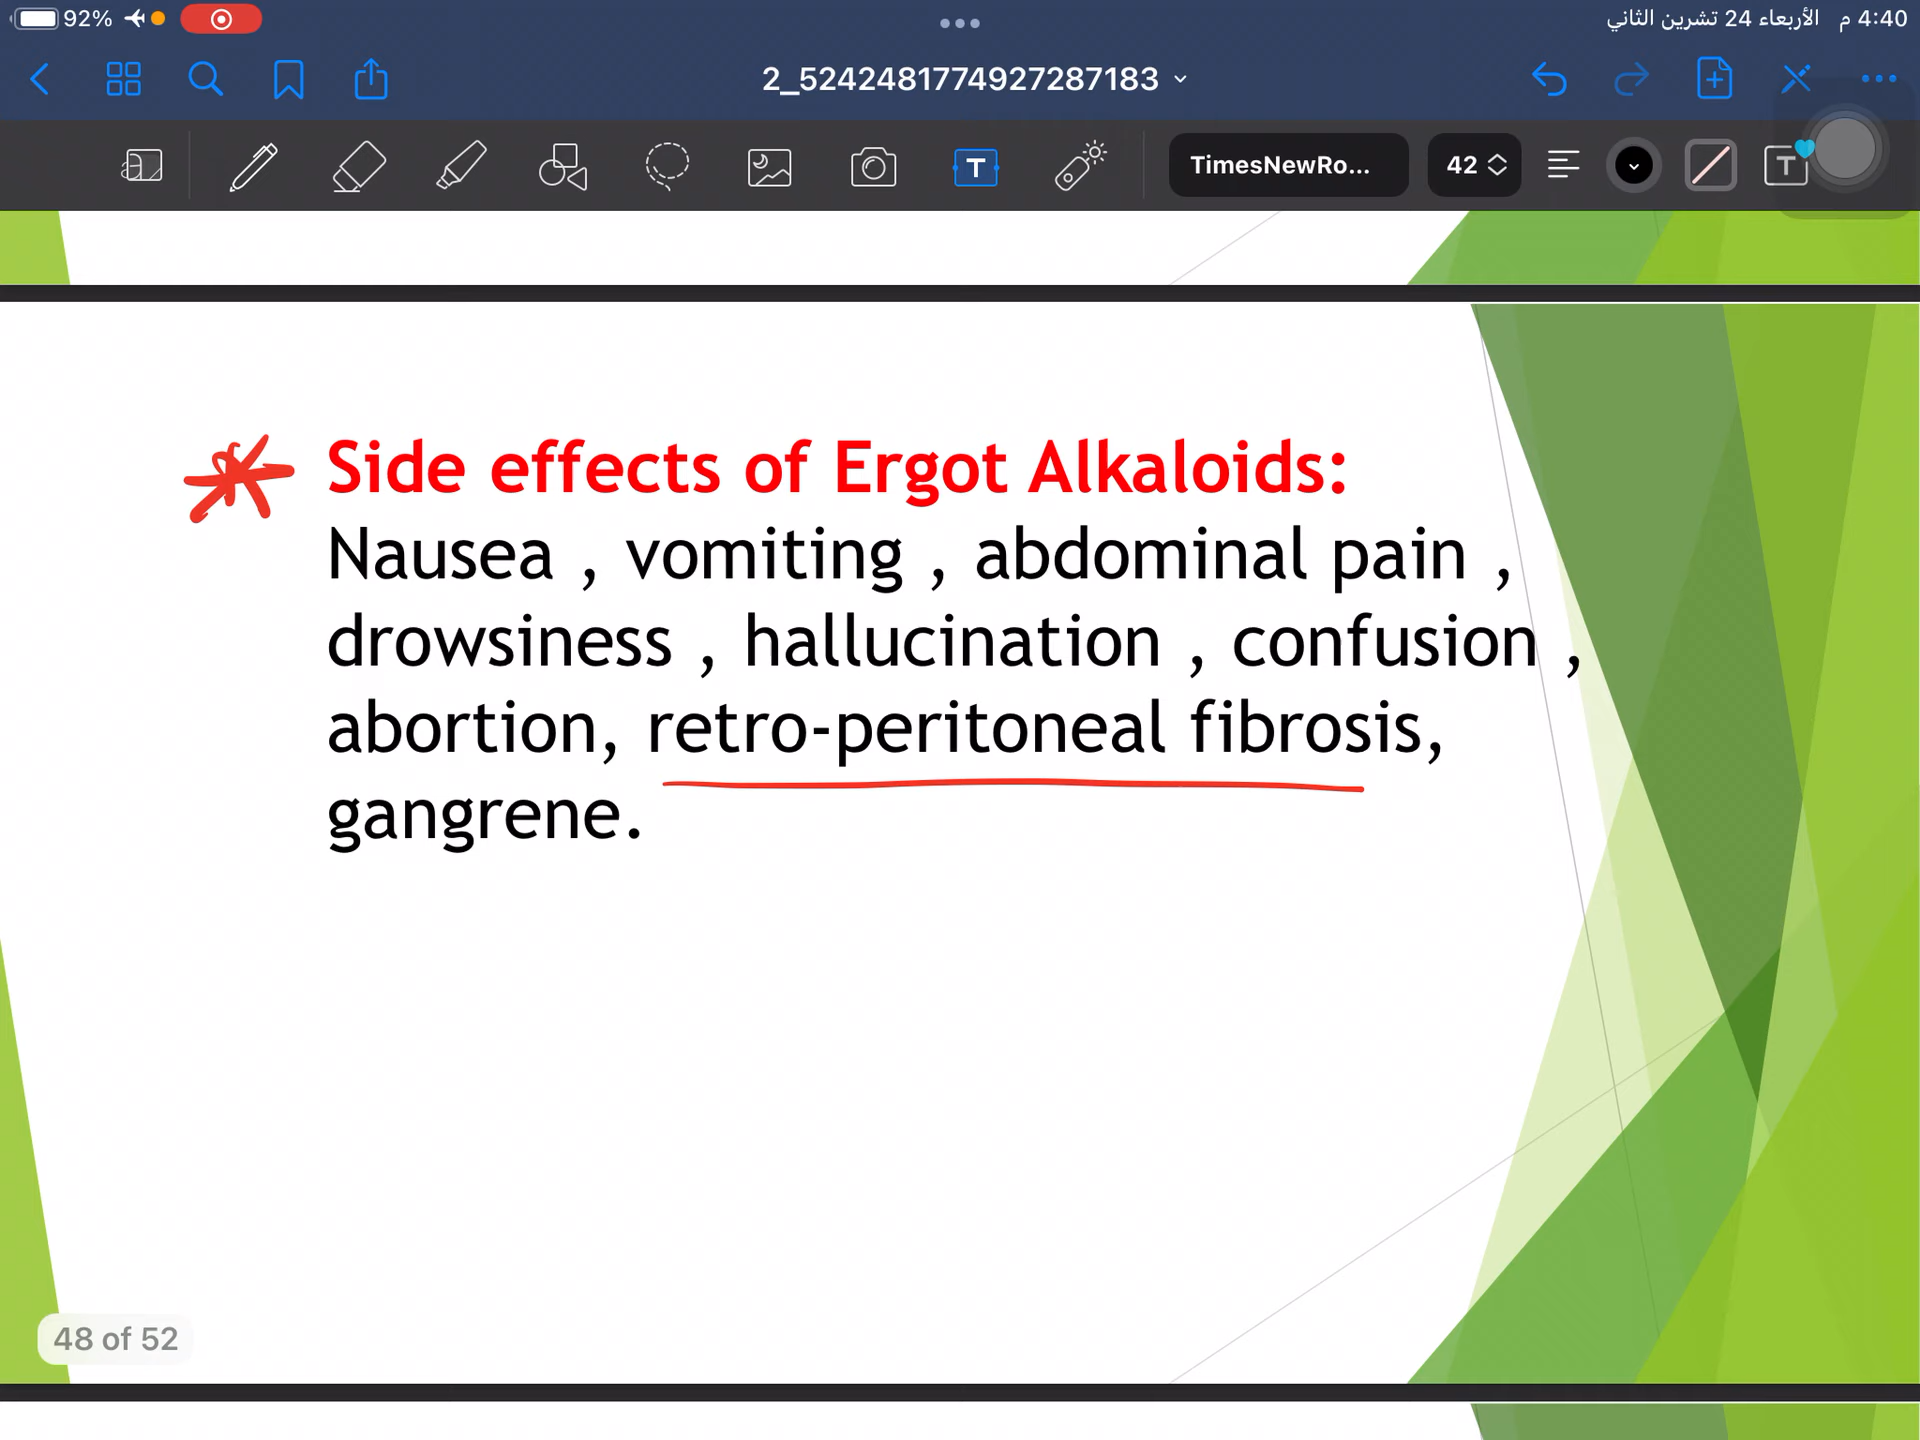 92%
الأربعاء 24 تشرين الثاني 4:40 م
2_5242481774927287183
TimesNewRo...
42
Side effects of Ergot Alkaloids:
Nausea , vomiting , abdominal pain ,
drowsiness , hallucination , confusion ,
abortion, retro-peritoneal fibrosis,
gangrene.
48 of 52